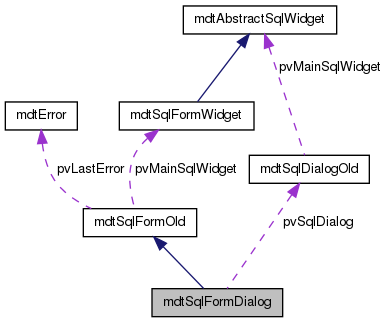 mdtAbstractSqlWidget
pvMainSqlWidget
mdtError
mdtSqlFormWidget
pvLastError
pvMainSqlWidget
mdtSqlDialogOld
mdtSqlFormOld
pvSqlDialog
mdtSqlFormDialog